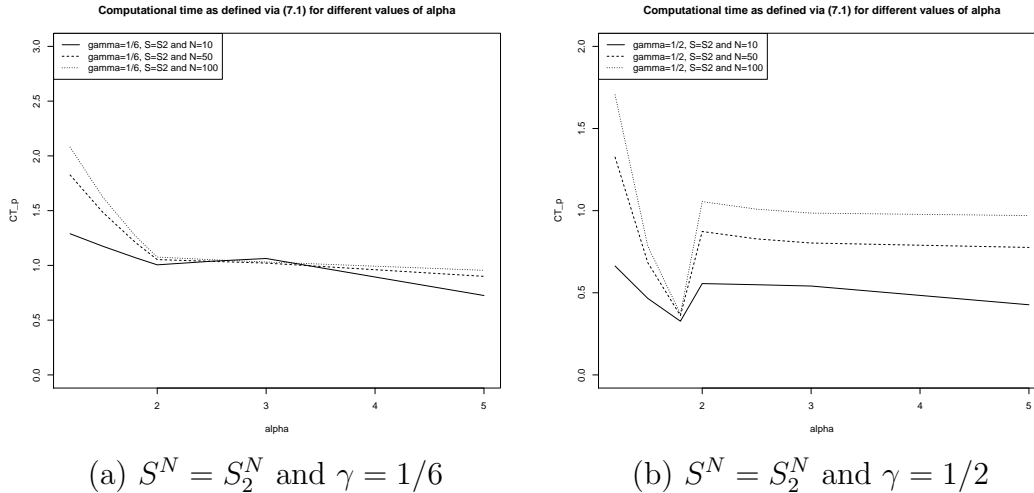 Computational time as defined via (7.1) for different values of alpha
gamma=1/6, S=S2 and N=10
gamma=1/6, S=S2 and N=50
gamma=1/6, S=S2 and N=100
CT_p
3.0
2.5
2.0
1.5
1.0
0.5
0.0
2 3 4 5
alpha
(a) S^N = S_2^N and γ = 1/6
Computational time as defined via (7.1) for different values of alpha
gamma=1/2, S=S2 and N=10
gamma=1/2, S=S2 and N=50
gamma=1/2, S=S2 and N=100
CT_p
2.0
1.5
1.0
0.5
0.0
2 3 4 5
alpha
(b) S^N = S_2^N and γ = 1/2